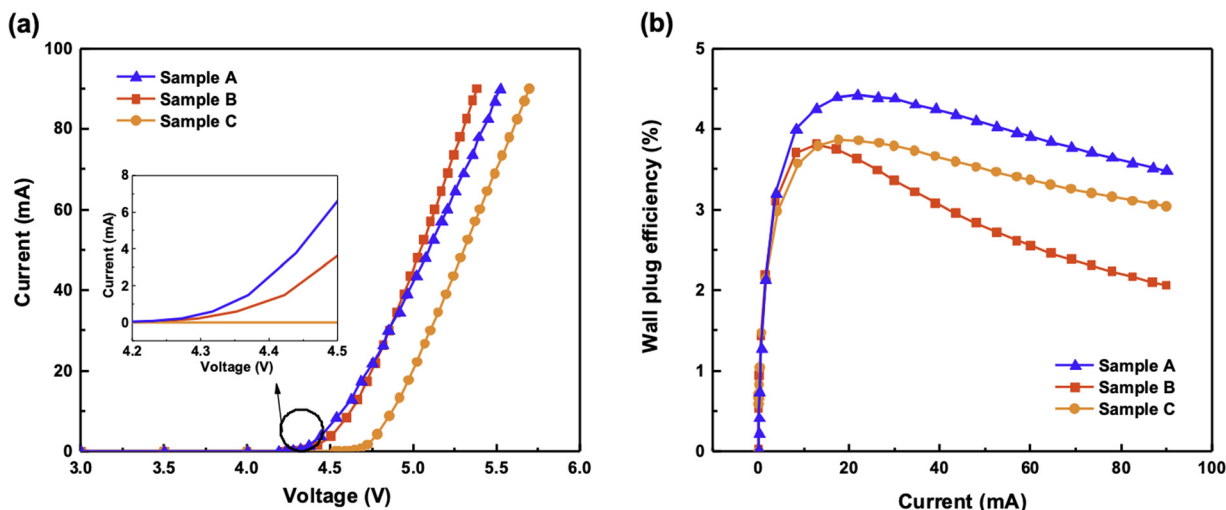 (a)
100
80
60
40
20
0
Current (mA)
Sample A
Sample B
Sample C
8
6
4
2
0
Current (mA)
4.2 4.3 4.4 4.5
Voltage (V)
3.0 3.5 4.0 4.5 5.0 5.5 6.0
Voltage (V)
(b)
5
4
3
2
1
0
Wall plug efficiency (%)
Sample A
Sample B
Sample C
0 20 40 60 80 100
Current (mA)